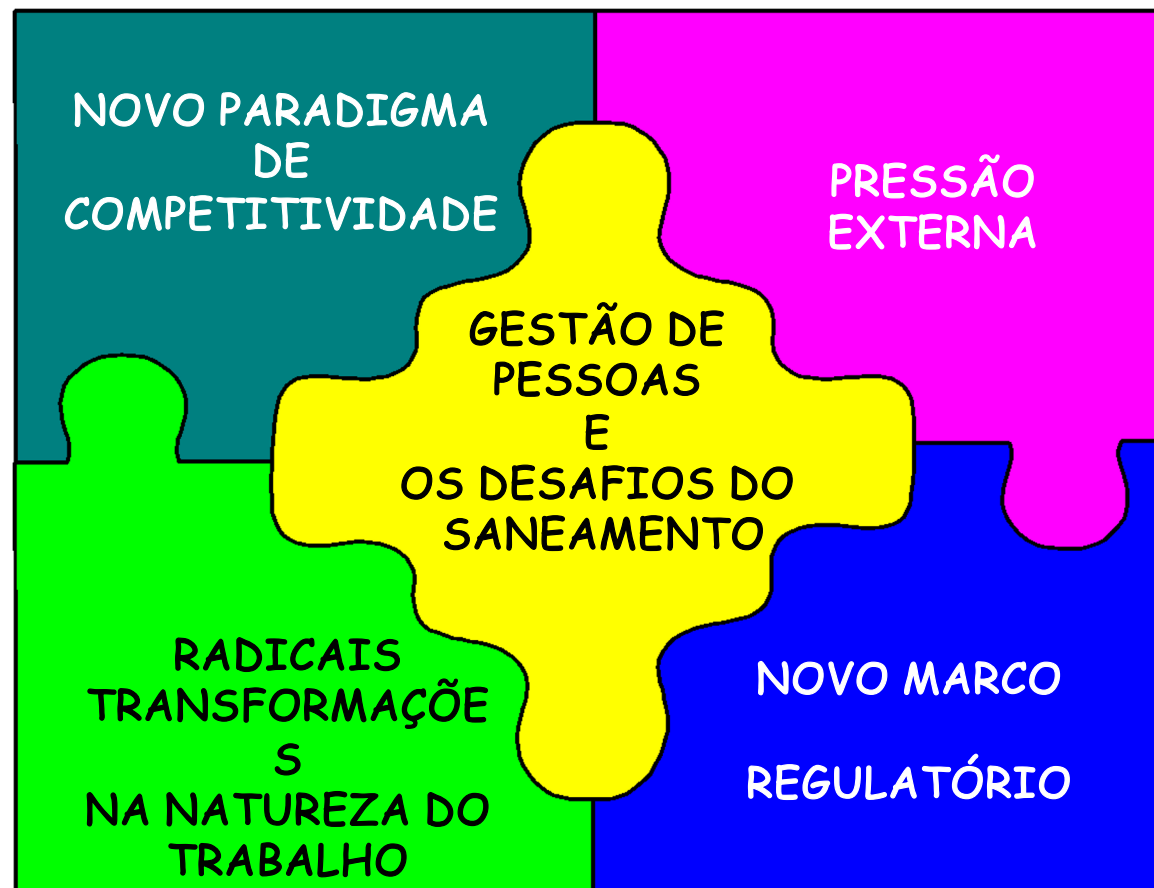 NOVO PARADIGMA
DE
COMPETITIVIDADE
PRESSÃO
EXTERNA
GESTÃO DE
PESSOAS
E
OS DESAFIOS DO
SANEAMENTO
RADICAIS
TRANSFORMAÇÕE
S
NA NATUREZA DO
TRABALHO
NOVO MARCO
REGULATÓRIO